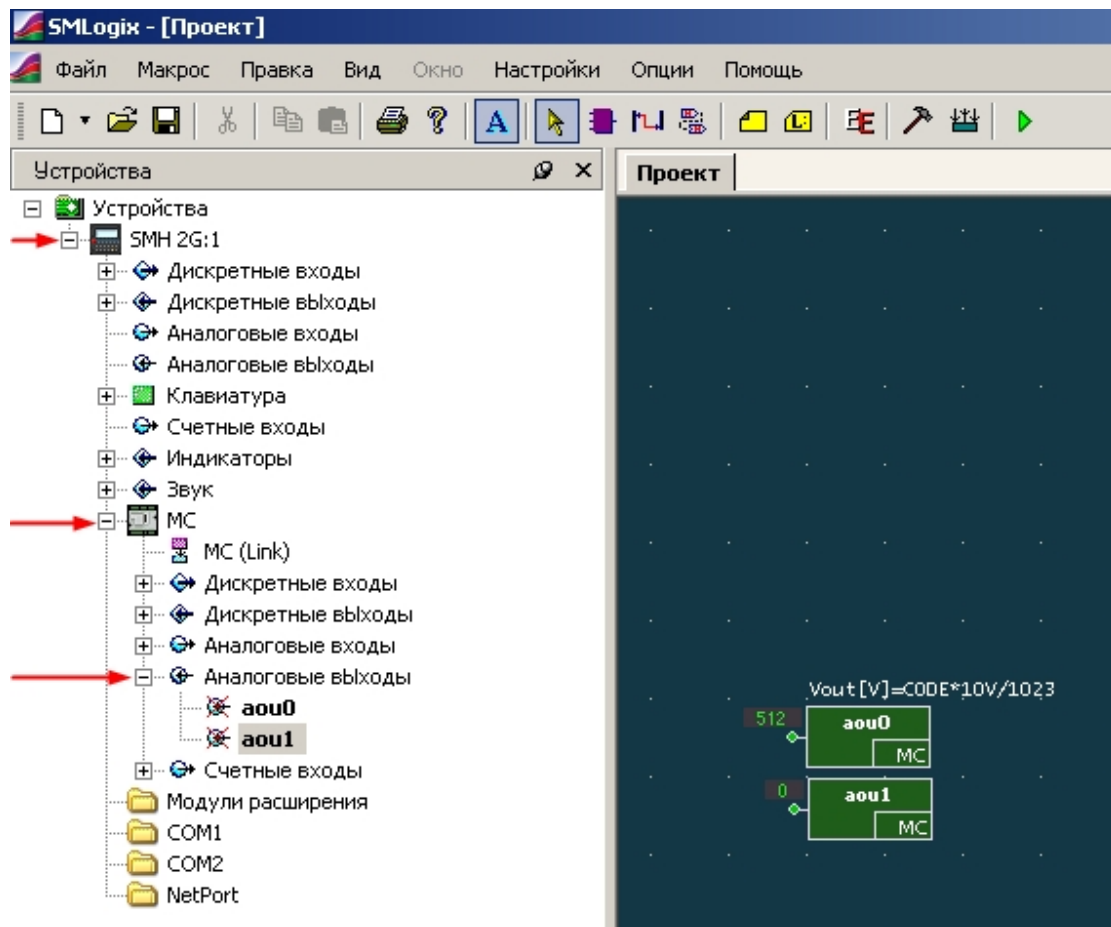 SMLogix - [Проект]
Файл Макрос Правка Вид Окно Настройки Опции Помощь
A L: E
Устройства
Проект
Устройства
SMH 2G:1
Дискретные входы
Дискретные вЫходы
Аналоговые входы
Аналоговые вЫходы
Клавиатура
Счетные входы
Индикаторы
Звук
MC
MC (Link)
Дискретные входы
Дискретные вЫходы
Аналоговые входы
Аналоговые вЫходы
aou0
aou1
Счетные входы
Модули расширения
COM1
COM2
NetPort
Vout[V]=CODE*10V/1023
512 aou0
MC
0 aou1
MC